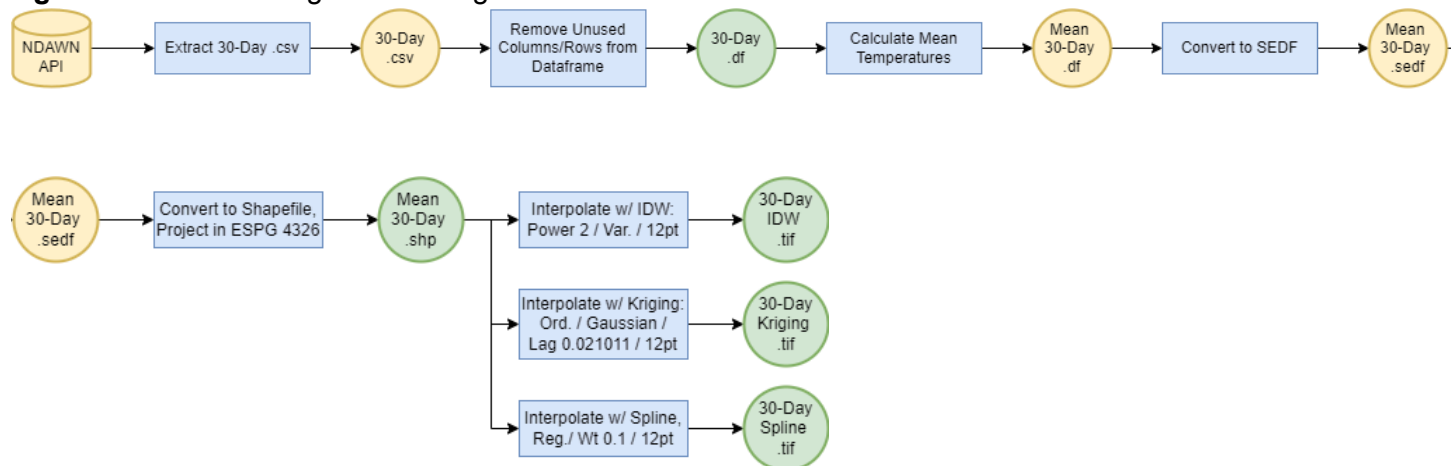 NDAWN
API
Extract 30-Day .csv
30-Day
.csv
Remove Unused
Columns/Rows from
Dataframe
30-Day
.df
Calculate Mean
Temperatures
Mean
30-Day
.df
Convert to SEDF
Mean
30-Day
.sedf
Mean
30-Day
.sedf
Convert to Shapefile,
Project in ESPG 4326
Mean
30-Day
.shp
Interpolate w/ IDW:
Power 2 / Var. / 12pt
30-Day
IDW
.tif
Interpolate w/ Kriging:
Ord. / Gaussian /
Lag 0.021011 / 12pt
30-Day
Kriging
.tif
Interpolate w/ Spline,
Reg./ Wt 0.1 / 12pt
30-Day
Spline
.tif